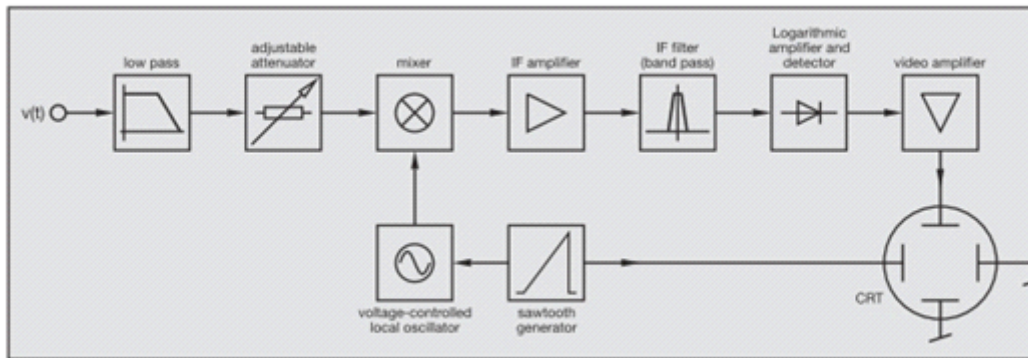 low pass
adjustable
attenuator
mixer
IF amplifier
IF filter
(band pass)
Logarithmic
amplifier and
detector
video amplifier
v(t)
voltage-controlled
local oscillator
sawtooth
generator
CRT